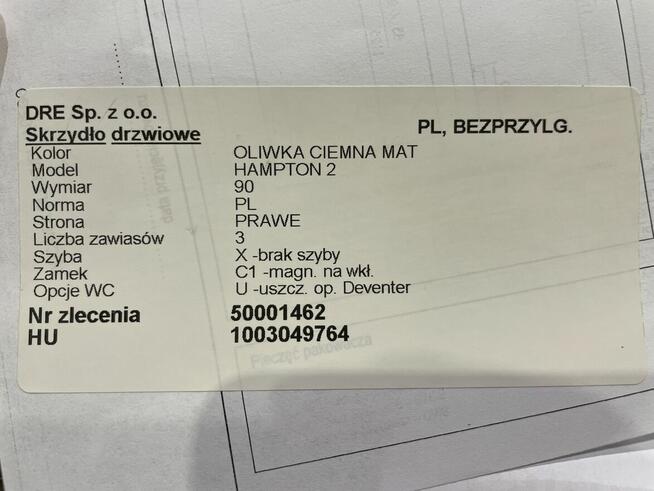 DRE Sp. z o.o.
Skrzydło drzwiowe PL, BEZPRZYLG.
Kolor OLIWKA CIEMNA MAT
Model HAMPTON 2
Wymiar 90
Norma PL
Strona PRAWE
Liczba zawiasów 3
Szyba X -brak szyby
Zamek C1 -magn. na wkł.
Opcje WC U -uszcz. op. Deventer
Nr zlecenia 50001462
HU 1003049764
Pieczęć pakowacza